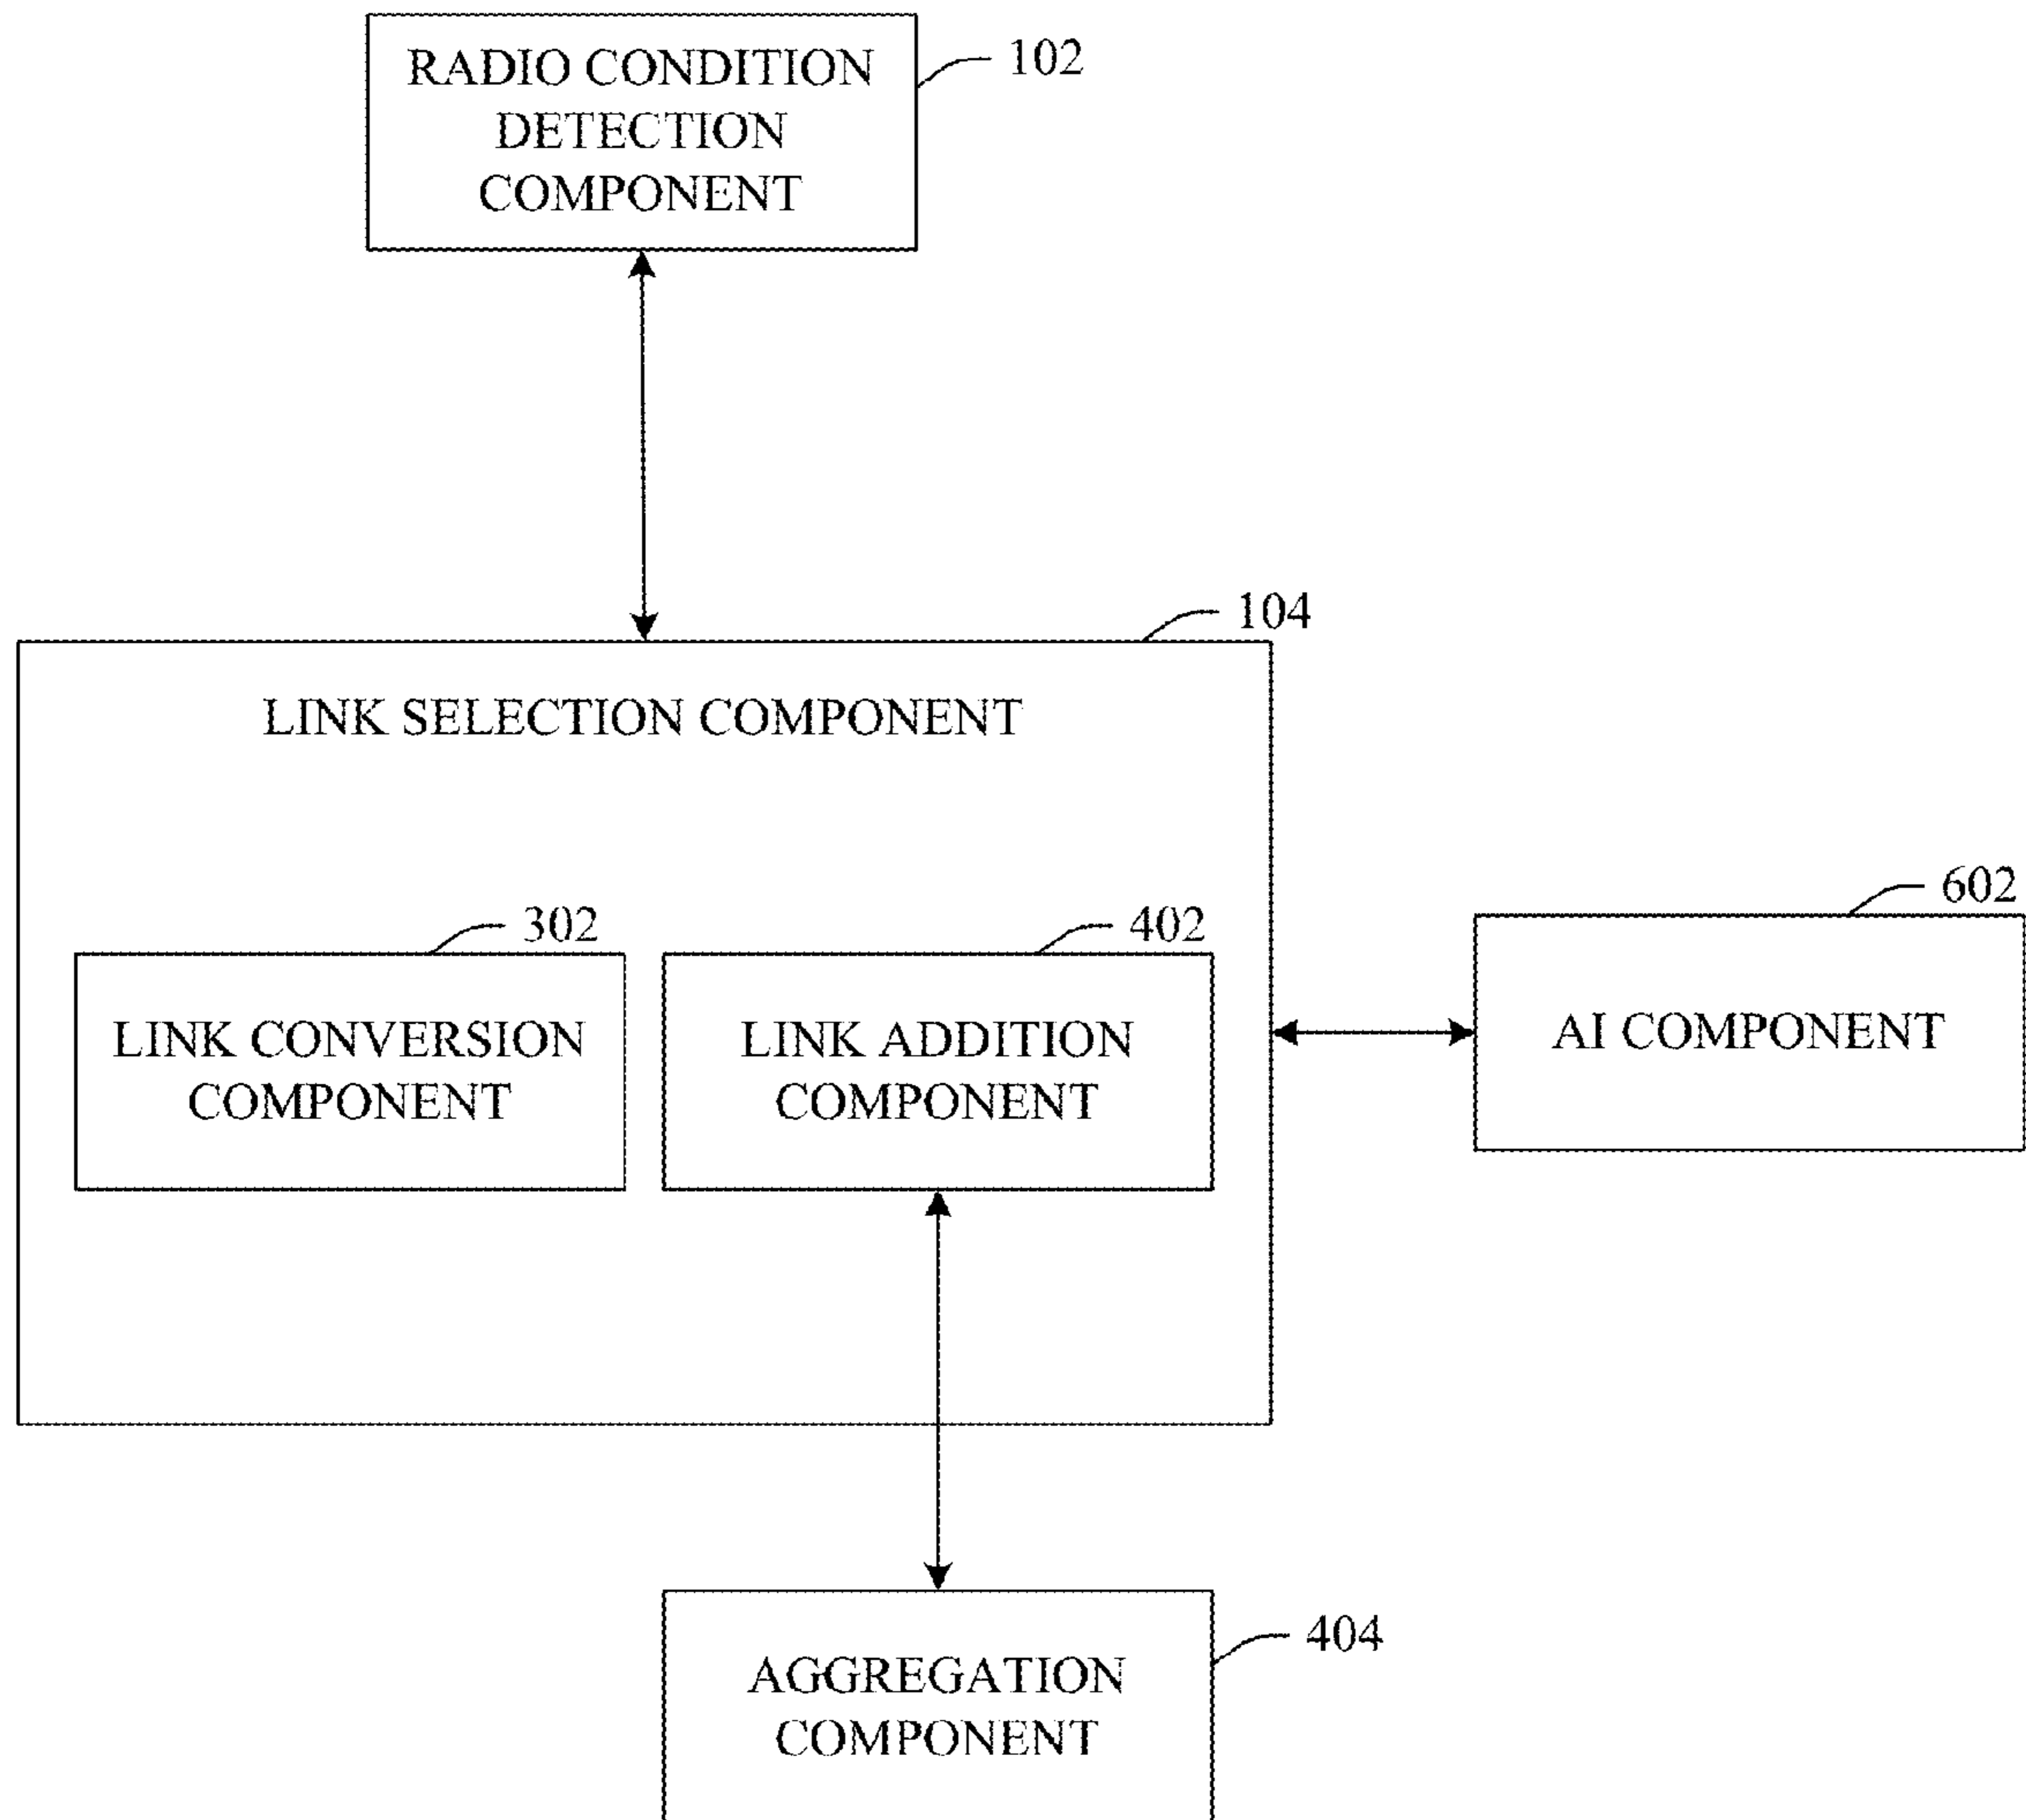 RADIO CONDITION
DETECTION
COMPONENT
102
104
LINK SELECTION COMPONENT
302
LINK CONVERSION
COMPONENT
402
LINK ADDITION
COMPONENT
602
AI COMPONENT
404
AGGREGATION
COMPONENT